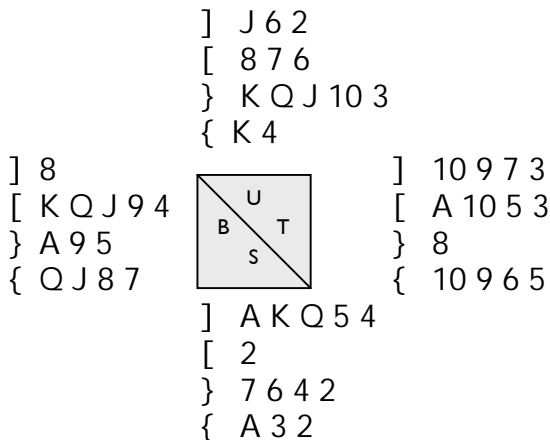 ] J 6 2
[ 8 7 6
} K Q J 10 3
{ K 4
] 8
[ K Q J 9 4
} A 9 5
{ Q J 8 7
U
B T
S
] 10 9 7 3
[ A 10 5 3
} 8
{ 10 9 6 5
] A K Q 5 4
[ 2
} 7 6 4 2
{ A 3 2